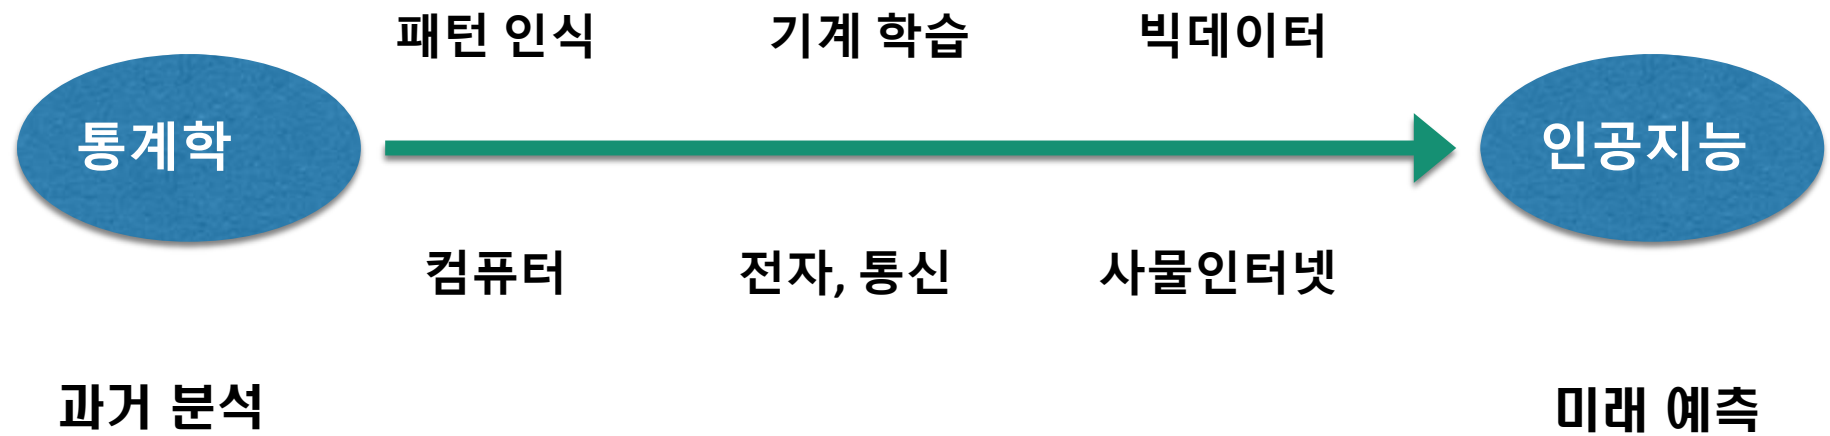 패턴 인식 기계 학습 빅데이터
통계학 인공지능
컴퓨터 전자, 통신 사물인터넷
과거 분석 미래 예측